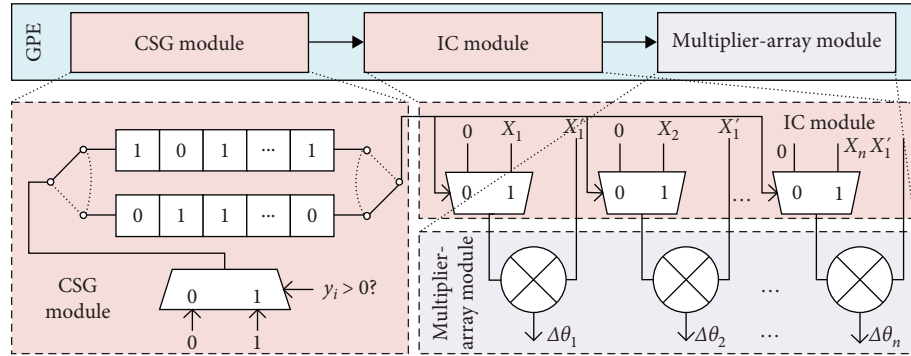 GPE
CSG module
IC module
Multiplier-array module
1 0 1 ... 1
0 1 1 ... 0
CSG
module
0 1
y_i > 0?
0 1
IC module
0 X_1 X_1′ 0 X_2 X_1′ 0 X_n X_1′
0 1 0 1 ... 0 1
Multiplier-
array module
...
Δθ_1 Δθ_2 ... Δθ_n